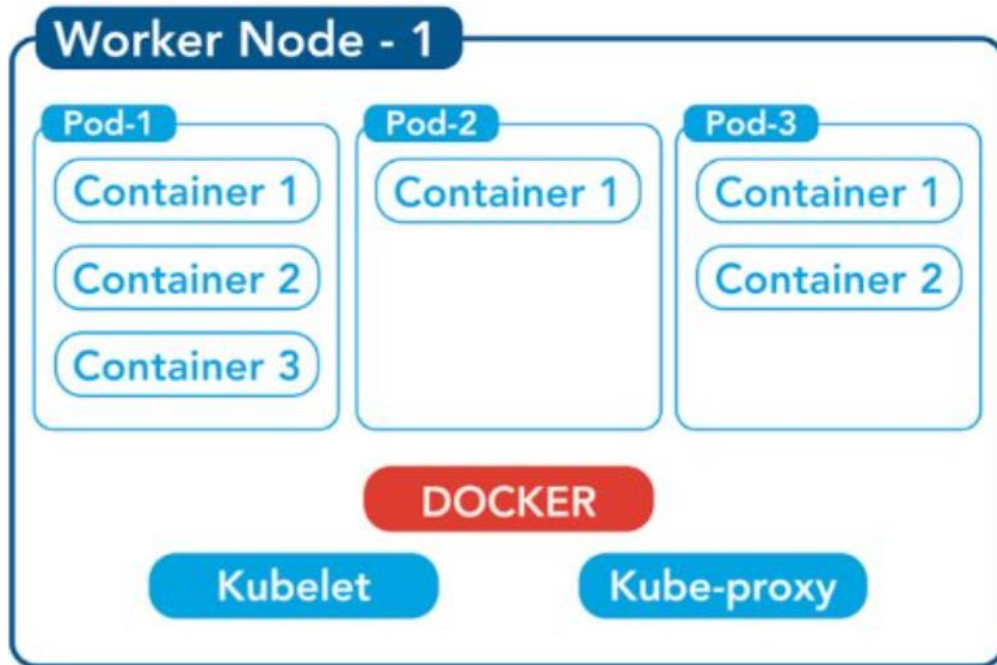 Worker Node - 1
Pod-1
Container 1
Container 2
Container 3
Pod-2
Container 1
Pod-3
Container 1
Container 2
DOCKER
Kubelet
Kube-proxy